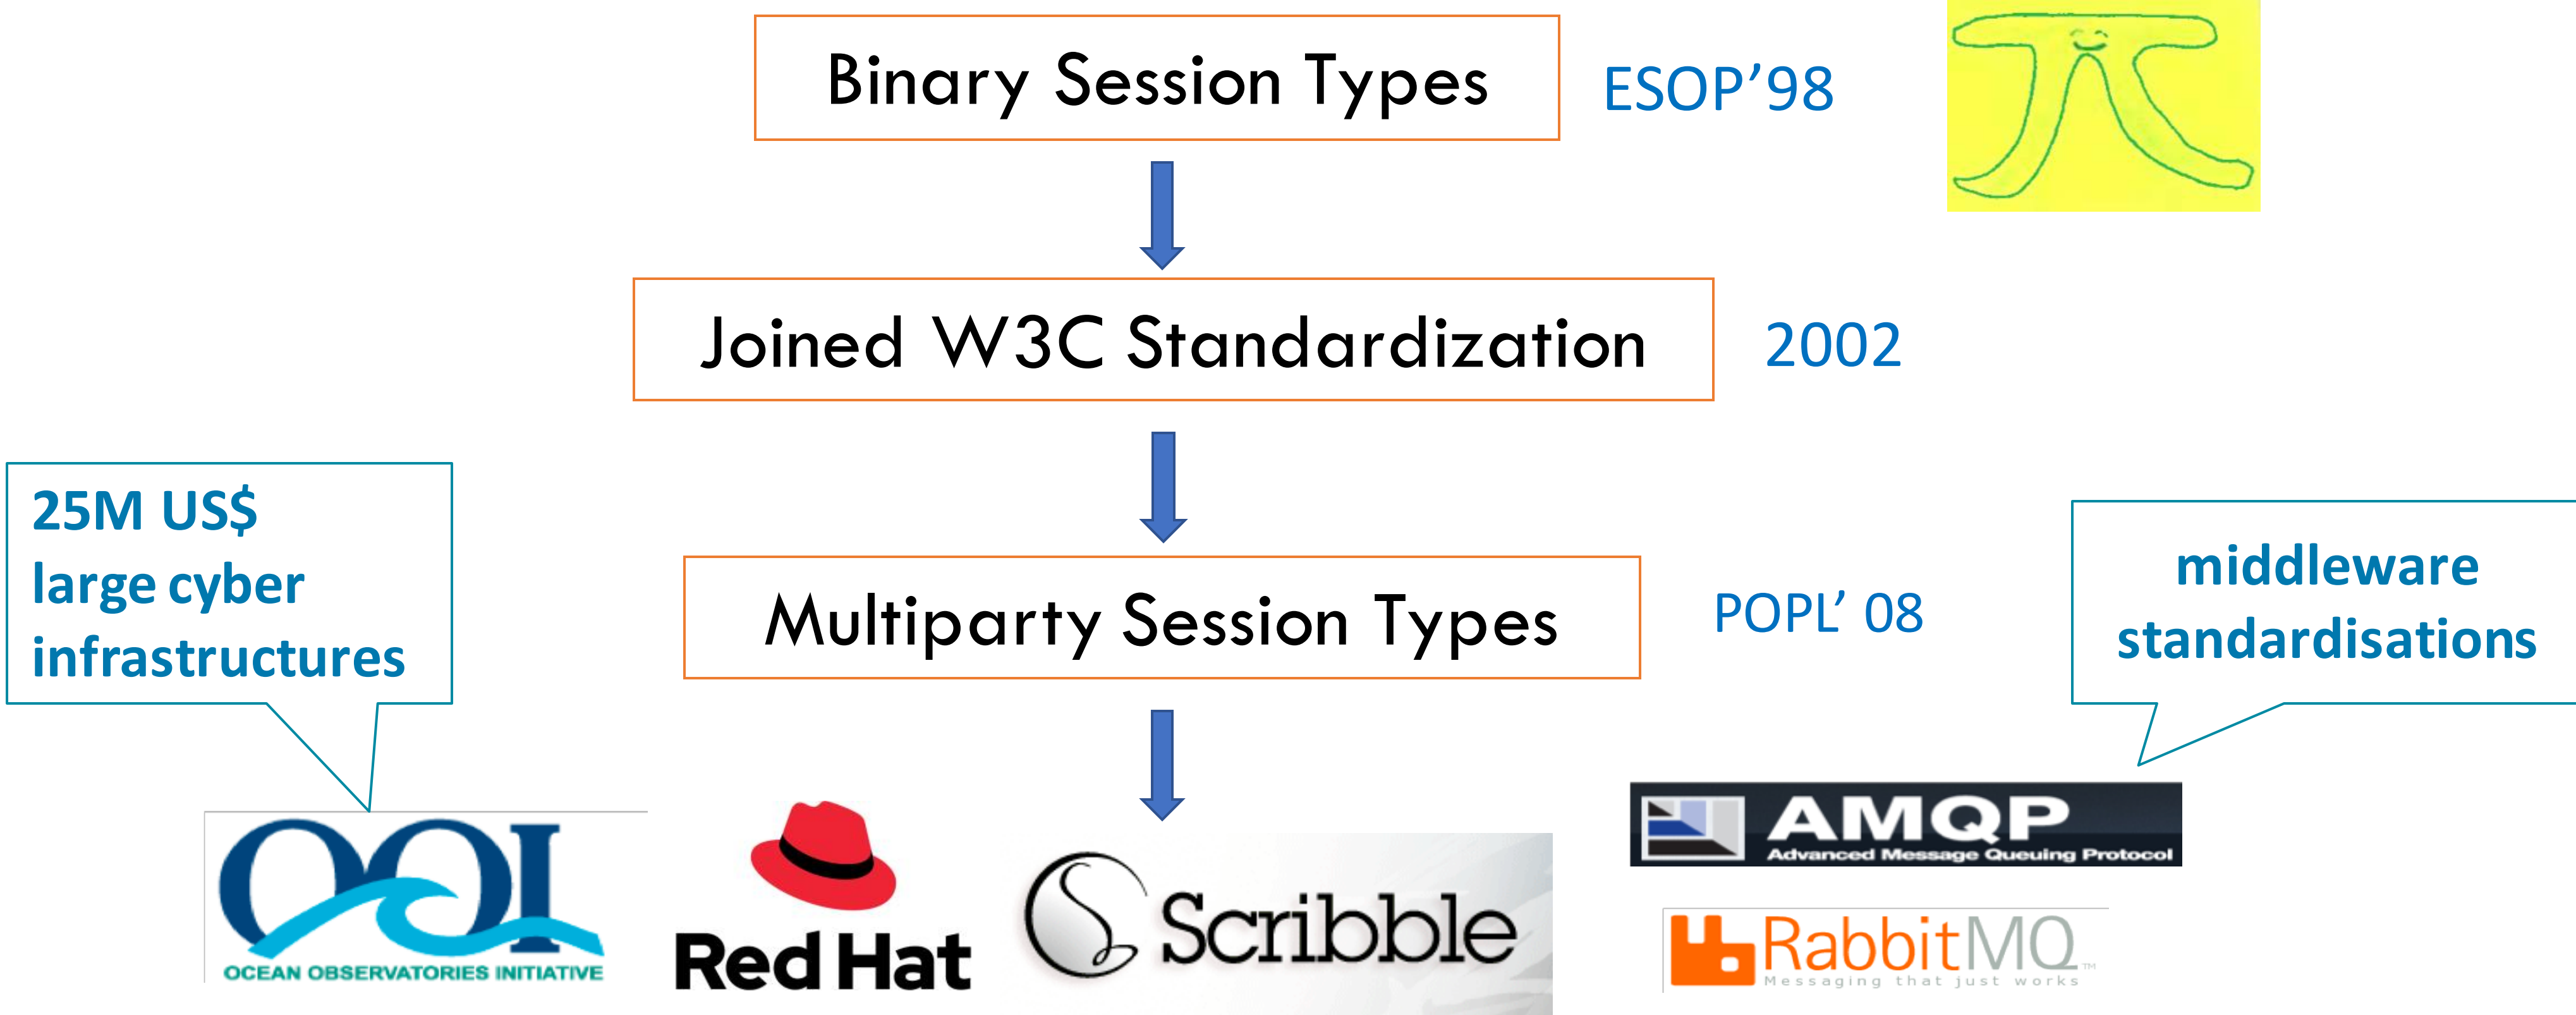 Binary Session Types
ESOP’98
Joined W3C Standardization
2002
25M US$
large cyber
infrastructures
Multiparty Session Types
POPL’ 08
middleware
standardisations
OOI
OCEAN OBSERVATORIES INITIATIVE
Red Hat
Scribble
AMQP
Advanced Message Queuing Protocol
RabbitMQ™
Messaging that just works